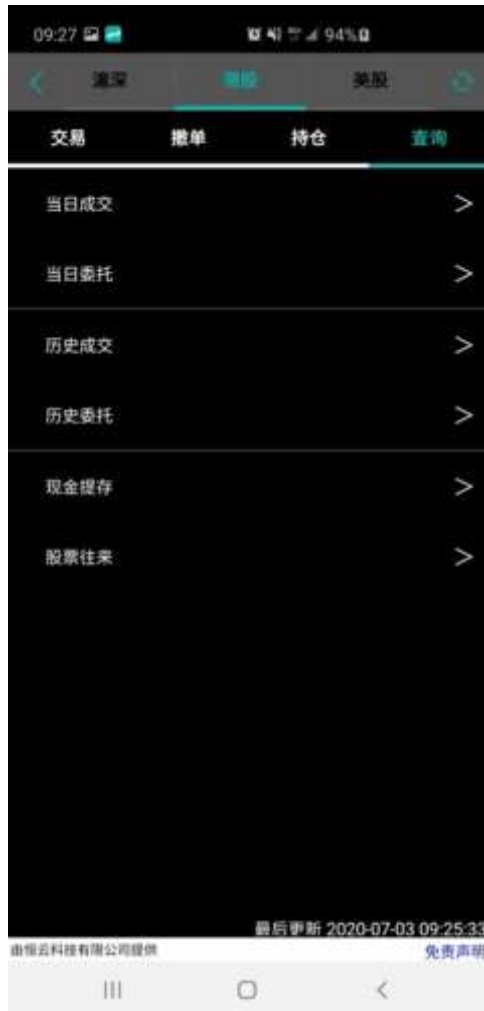 09:27 94%
沪深 港股 美股
交易 撤单 持仓 查询
当日成交 >
当日委托 >
历史成交 >
历史委托 >
现金提存 >
股票往来 >
最后更新 2020-07-03 09:25:33
由恒云科技有限公司提供 免责声明